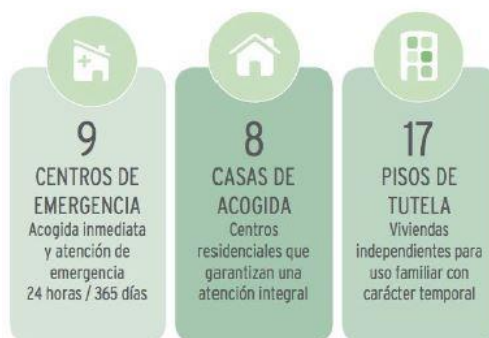 9
CENTROS DE
EMERGENCIA
Acogida inmediata
y atención de
emergencia
24 horas / 365 días
8
CASAS DE
ACOGIDA
Centros
residenciales que
garantizan una
atención integral
17
PISOS DE
TUTELA
Viviendas
independientes para
uso familiar con
carácter temporal